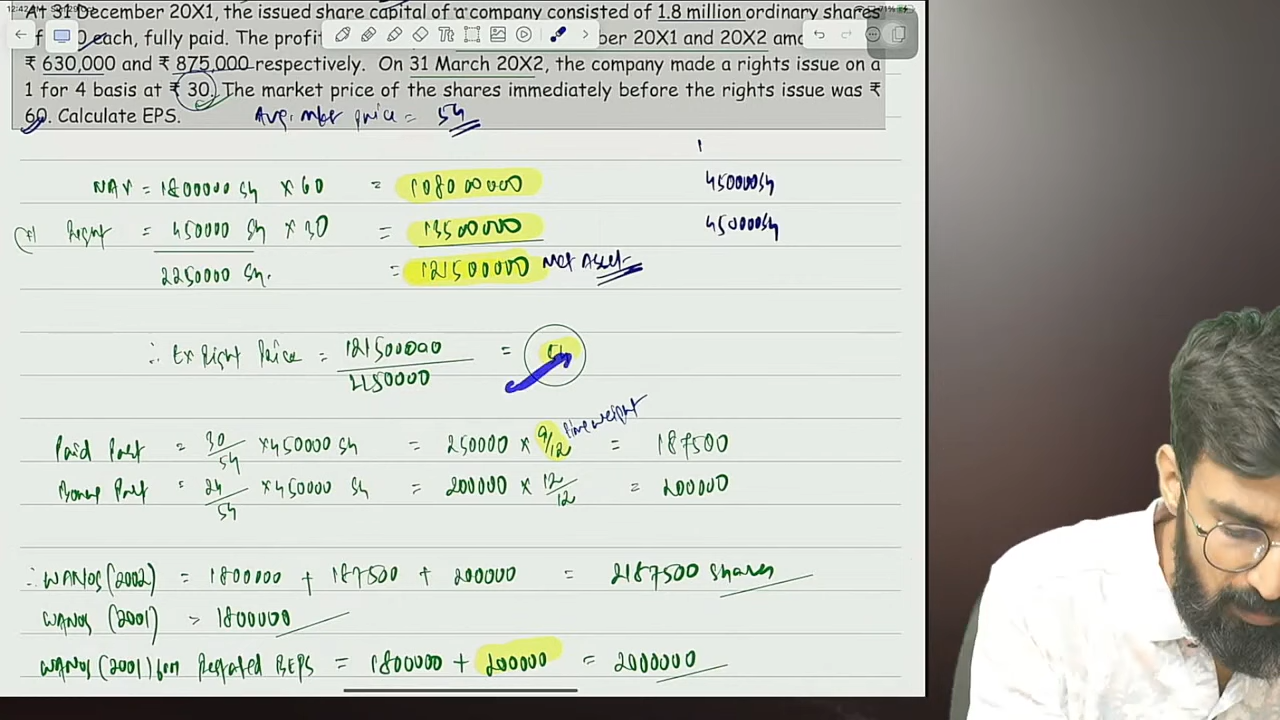 At 31 December 20X1, the issued share capital of a company consisted of 1.8 million ordinary shares
each, fully paid. The profit ber 20X1 and 20X2
₹ 630,000 and ₹ 875,000 respectively. On 31 March 20X2, the company made a rights issue on a
1 for 4 basis at ₹ 30. The market price of the shares immediately before the rights issue was ₹
60. Calculate EPS. price = 54
NAV = 1800000 sh × 60 = 108000000
450000sh
(+) Right = 450000 sh × 30 = 13500000
450000sh
2250000 sh. = 121500000 Net Asset
∴ Ex Right Price = 121500000 / 2250000 = 54
Paid Part = 30/54 × 450000 sh = 250000 × 9/12 time weight = 187500
Bonus Part = 24/54 × 450000 sh = 200000 × 12/12 = 200000
∴ WANOS (2002) = 1800000 + 187500 + 200000 = 2187500 shares
WANOS (2001) = 1800000
WANOS (2001) for Restated BEPS = 1800000 + 200000 = 2000000